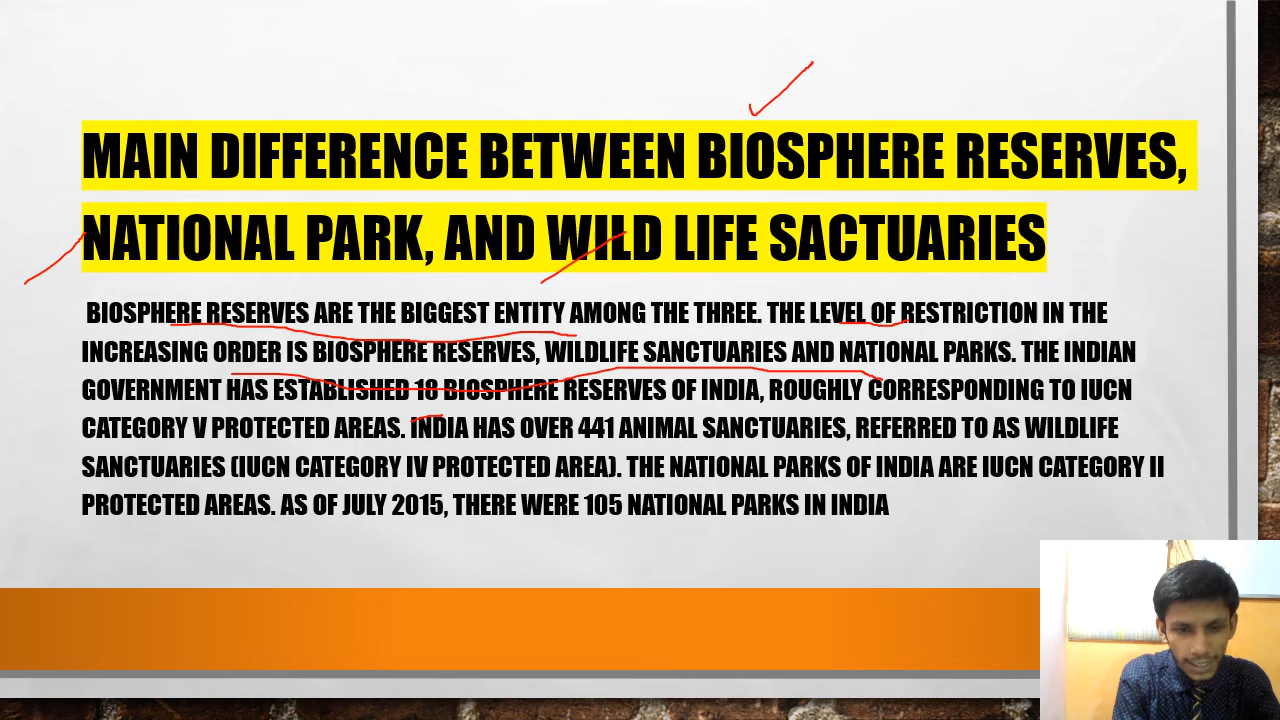 MAIN DIFFERENCE BETWEEN BIOSPHERE RESERVES,
NATIONAL PARK, AND WILD LIFE SACTUARIES
BIOSPHERE RESERVES ARE THE BIGGEST ENTITY AMONG THE THREE. THE LEVEL OF RESTRICTION IN THE
INCREASING ORDER IS BIOSPHERE RESERVES, WILDLIFE SANCTUARIES AND NATIONAL PARKS. THE INDIAN
GOVERNMENT HAS ESTABLISHED 18 BIOSPHERE RESERVES OF INDIA, ROUGHLY CORRESPONDING TO IUCN
CATEGORY V PROTECTED AREAS. INDIA HAS OVER 441 ANIMAL SANCTUARIES, REFERRED TO AS WILDLIFE
SANCTUARIES (IUCN CATEGORY IV PROTECTED AREA). THE NATIONAL PARKS OF INDIA ARE IUCN CATEGORY II
PROTECTED AREAS. AS OF JULY 2015, THERE WERE 105 NATIONAL PARKS IN INDIA